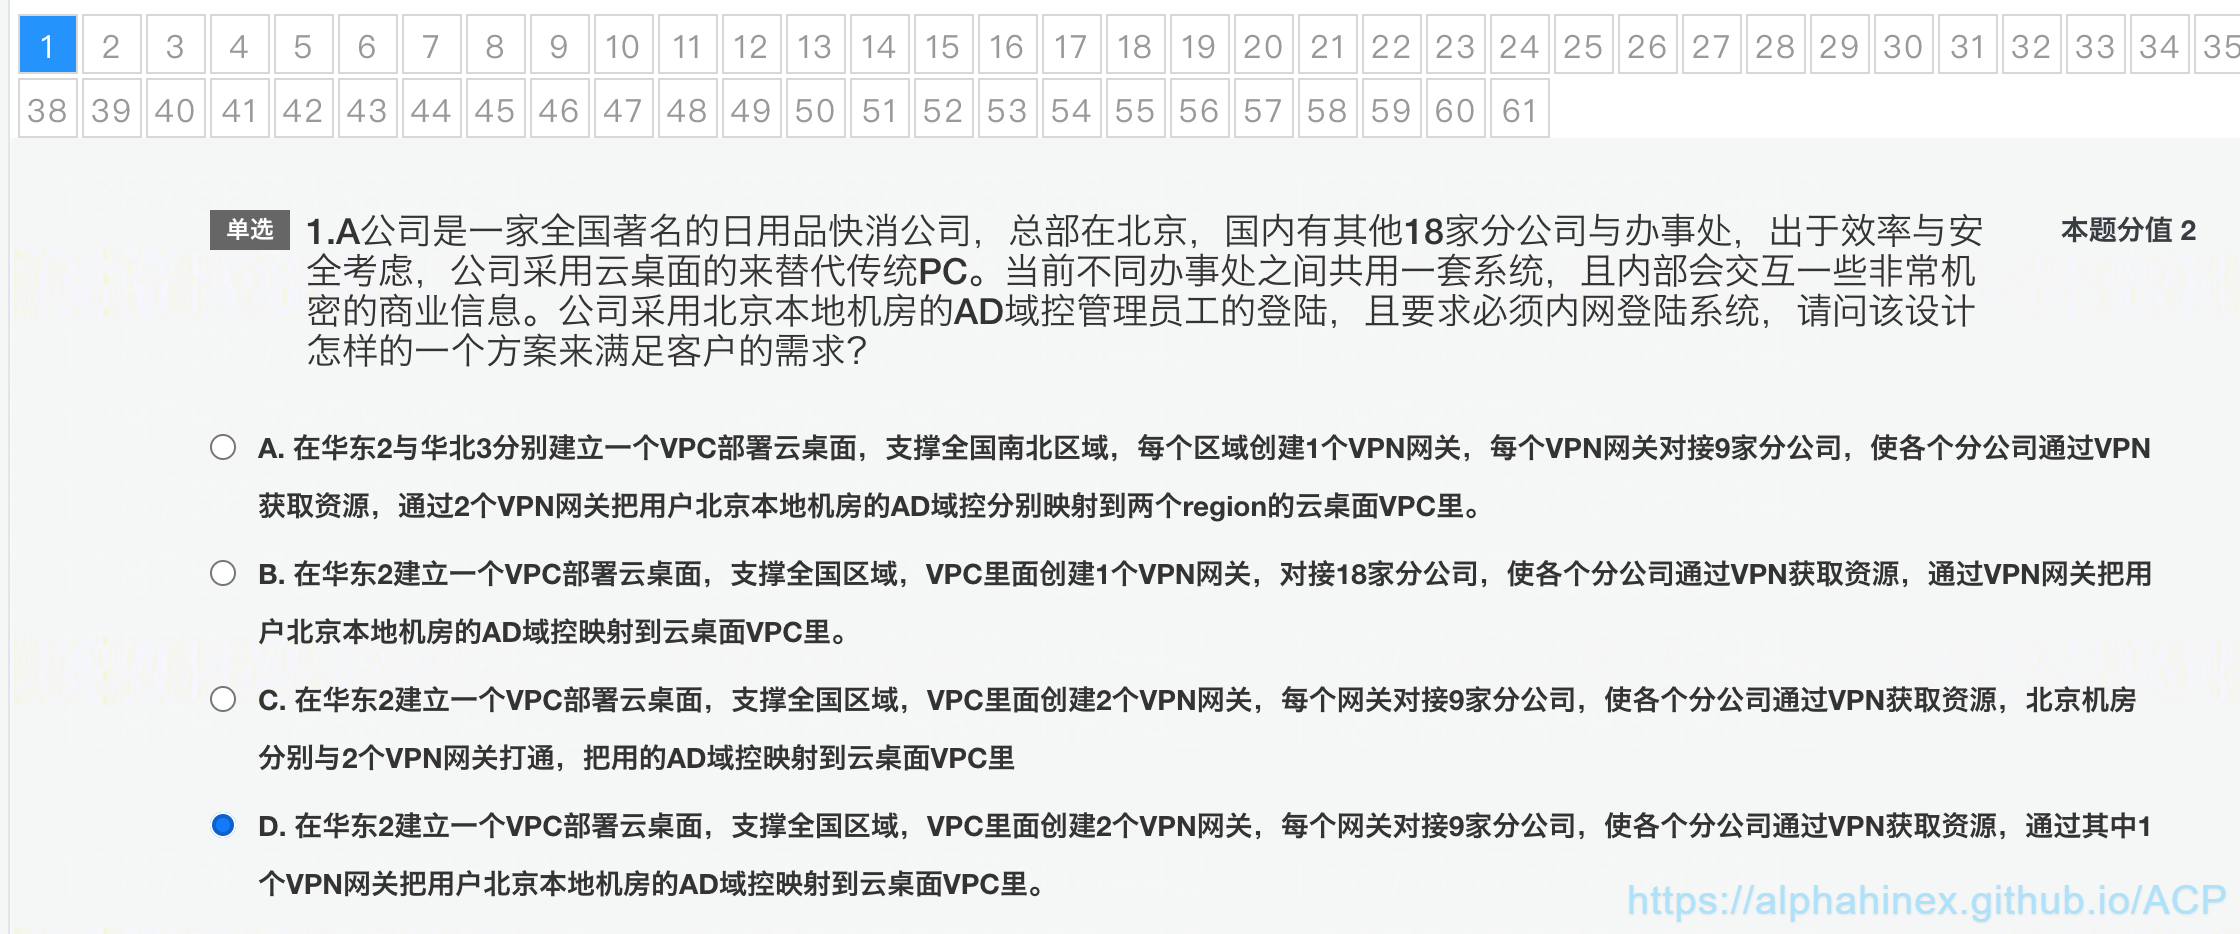 1 2 3 4 5 6 7 8 9 10 11 12 13 14 15 16 17 18 19 20 21 22 23 24 25 26 27 28 29 30 31 32 33 34 35
38 39 40 41 42 43 44 45 46 47 48 49 50 51 52 53 54 55 56 57 58 59 60 61
单选 1.A公司是一家全国著名的日用品快消公司，总部在北京，国内有其他18家分公司与办事处，出于效率与安 本题分值 2
全考虑，公司采用云桌面的来替代传统PC。当前不同办事处之间共用一套系统，且内部会交互一些非常机
密的商业信息。公司采用北京本地机房的AD域控管理员工的登陆，且要求必须内网登陆系统，请问该设计
怎样的一个方案来满足客户的需求？
A. 在华东2与华北3分别建立一个VPC部署云桌面，支撑全国南北区域，每个区域创建1个VPN网关，每个VPN网关对接9家分公司，使各个分公司通过VPN
获取资源，通过2个VPN网关把用户北京本地机房的AD域控分别映射到两个region的云桌面VPC里。
B. 在华东2建立一个VPC部署云桌面，支撑全国区域，VPC里面创建1个VPN网关，对接18家分公司，使各个分公司通过VPN获取资源，通过VPN网关把用
户北京本地机房的AD域控映射到云桌面VPC里。
C. 在华东2建立一个VPC部署云桌面，支撑全国区域，VPC里面创建2个VPN网关，每个网关对接9家分公司，使各个分公司通过VPN获取资源，北京机房
分别与2个VPN网关打通，把用的AD域控映射到云桌面VPC里
D. 在华东2建立一个VPC部署云桌面，支撑全国区域，VPC里面创建2个VPN网关，每个网关对接9家分公司，使各个分公司通过VPN获取资源，通过其中1
个VPN网关把用户北京本地机房的AD域控映射到云桌面VPC里。
https://alphahinex.github.io/ACP